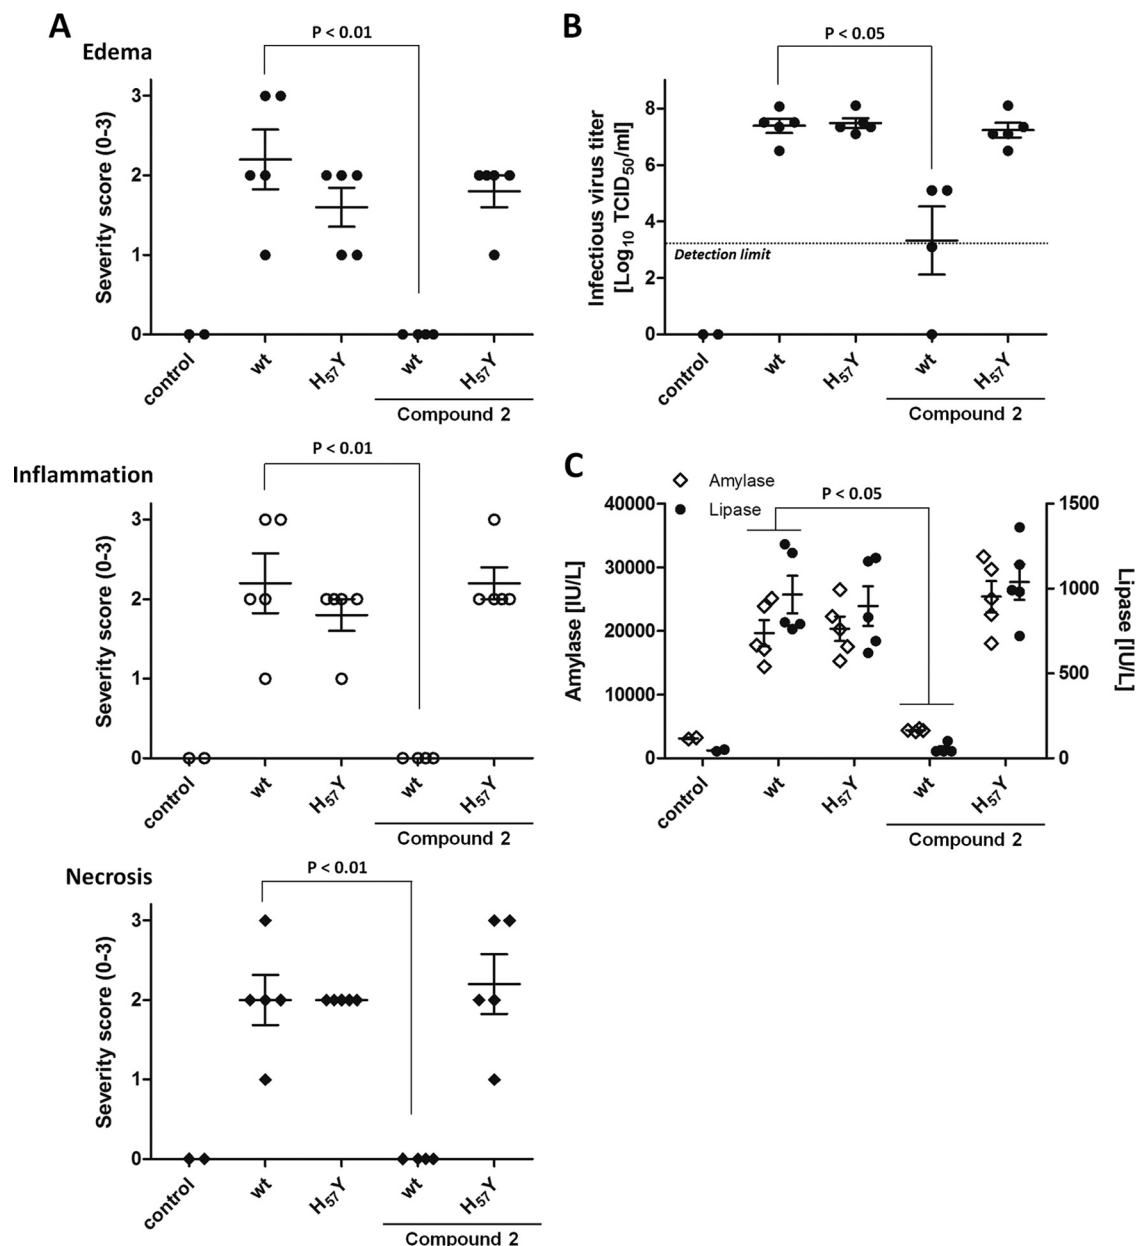 A
Edema
P < 0.01
Severity score (0-3)
3
2
1
0
control
wt
H57Y
wt
H57Y
Compound 2
Inflammation
P < 0.01
Severity score (0-3)
3
2
1
0
control
wt
H57Y
wt
H57Y
Compound 2
Necrosis
P < 0.01
Severity score (0-3)
3
2
1
0
control
wt
H57Y
wt
H57Y
Compound 2
B
P < 0.05
Infectious virus titer
[Log10 TCID50/ml]
8
6
4
2
0
Detection limit
control
wt
H57Y
wt
H57Y
Compound 2
C
Amylase
Lipase
P < 0.05
Amylase [IU/L]
40000
30000
20000
10000
0
Lipase [IU/L]
1500
1000
500
0
control
wt
H57Y
wt
H57Y
Compound 2